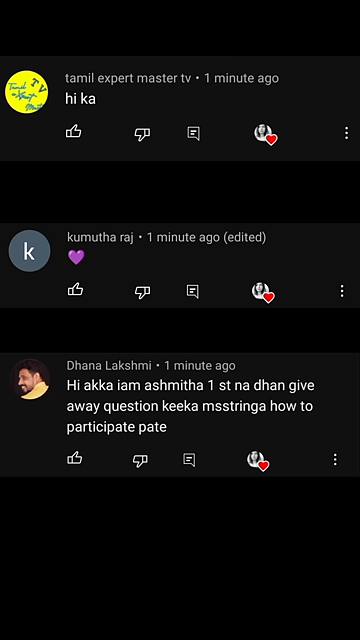 tamil expert master tv • 1 minute ago
hi ka
k
kumutha raj • 1 minute ago (edited)
💜
Dhana Lakshmi • 1 minute ago
Hi akka iam ashmitha 1 st na dhan give
away question keeka msstringa how to
participate pate